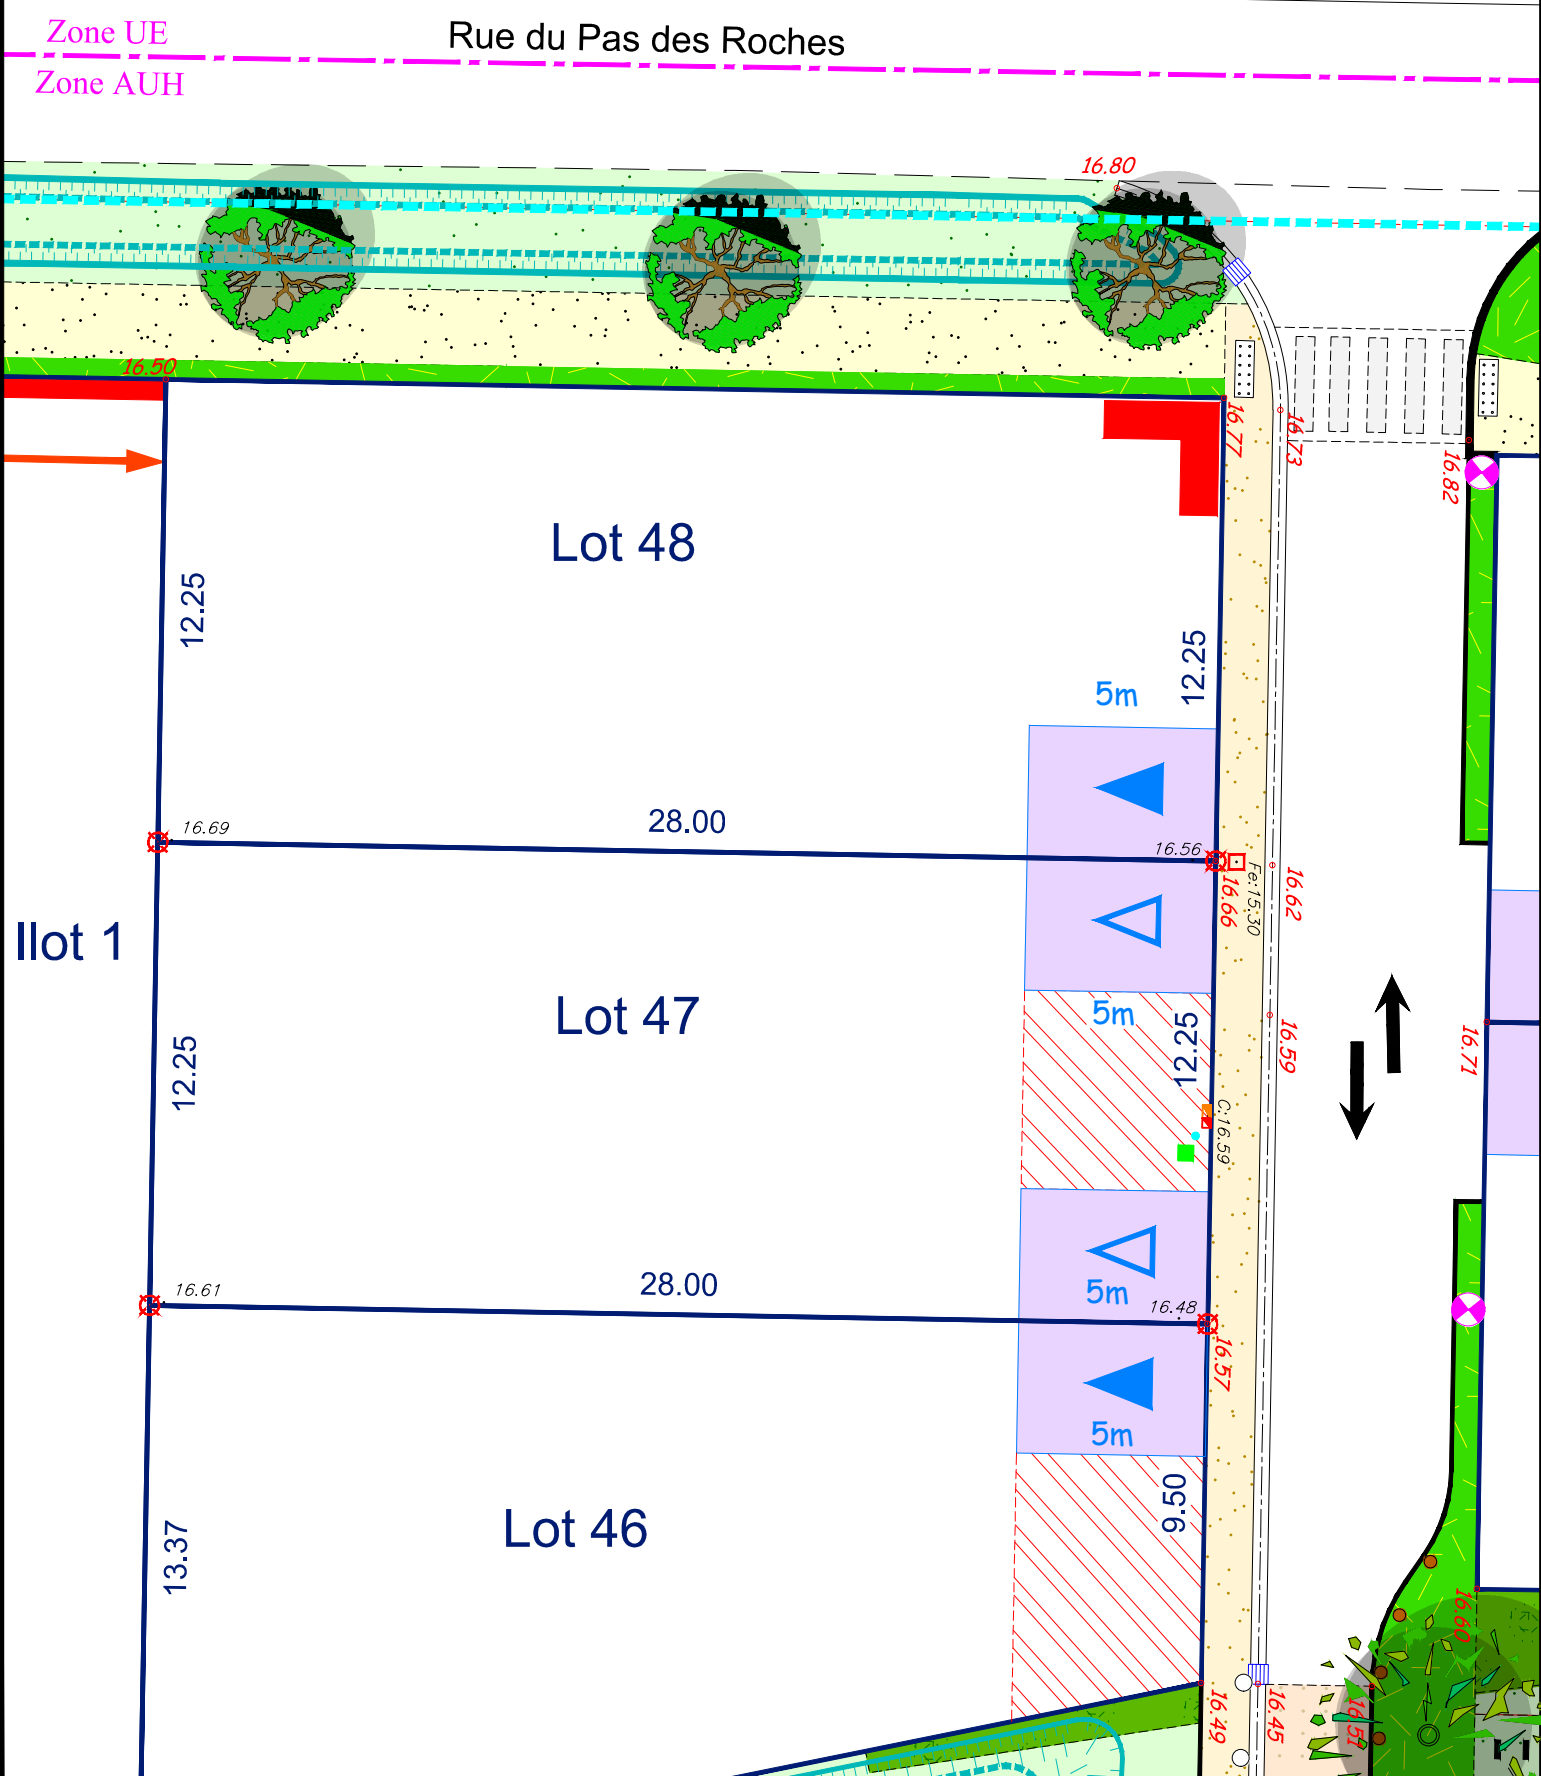 Zone UE
Rue du Pas des Roches
Zone AUH
16.80
16.50
16.77
16.73
16.82
Lot 48
12.25
12.25
5m
16.69
28.00
16.56
16.66
Fe:15.30
16.62
Ilot 1
Lot 47
5m
12.25
12.25
16.59
16.71
C:16.59
16.61
28.00
5m
16.48
16.57
5m
Lot 46
13.37
9.50
16.60
16.49
16.45
16.51